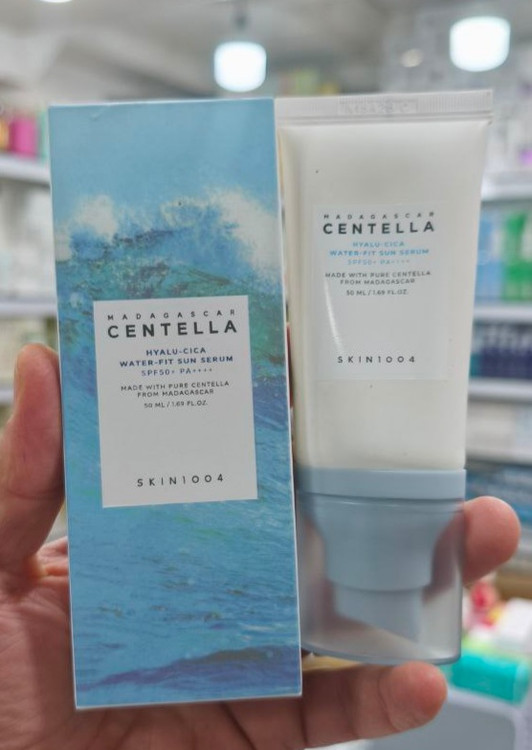 MADAGASCAR
CENTELLA
HYALU-CICA
WATER-FIT SUN SERUM
SPF50+ PA++++
MADE WITH PURE CENTELLA
FROM MADAGASCAR
50 ML / 1.69 FL.OZ.
SKIN1004
MADAGASCAR
CENTELLA
HYALU-CICA
WATER-FIT SUN SERUM
SPF50+ PA++++
MADE WITH PURE CENTELLA
FROM MADAGASCAR
50 ML / 1.69 FL.OZ.
SKIN1004